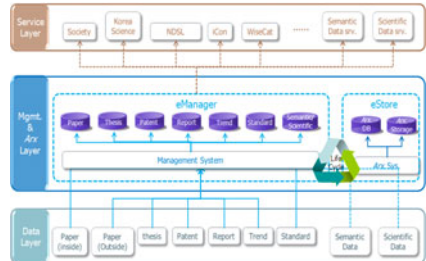 Service
Layer
Society
Korea
Science
NDSL
iCon
WiseCat
......
Semantic
Data srv.
Scientific
Data srv.
Mgmt.
&
Arx
Layer
eManager
Paper
Thesis
Patent
Report
Trend
Standard
Semantic
Scientific
Management System
Life
Cycle
eStore
Arx
DB
Arx
Storage
Arx Sys.
Data
Layer
Paper
(inside)
Paper
(Outside)
thesis
Patent
Report
Trend
Standard
Semantic
Data
Scientific
Data